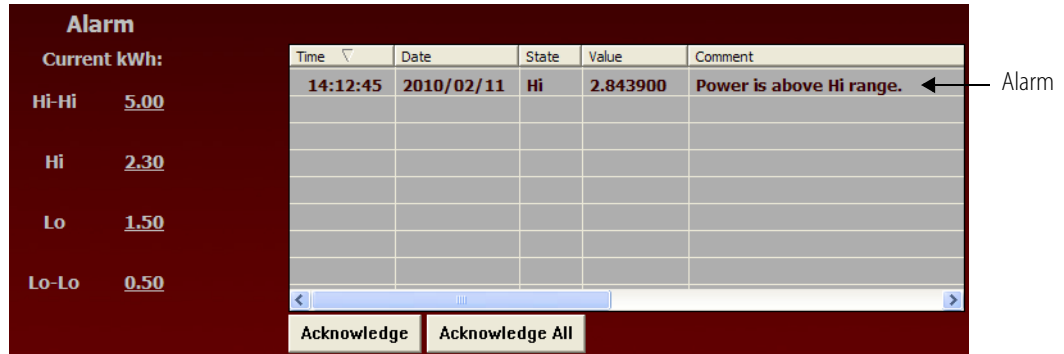 Alarm
Current kWh:
Hi-Hi 5.00
Hi 2.30
Lo 1.50
Lo-Lo 0.50
Time Date State Value Comment
14:12:45 2010/02/11 Hi 2.843900 Power is above Hi range.
Alarm
Acknowledge Acknowledge All